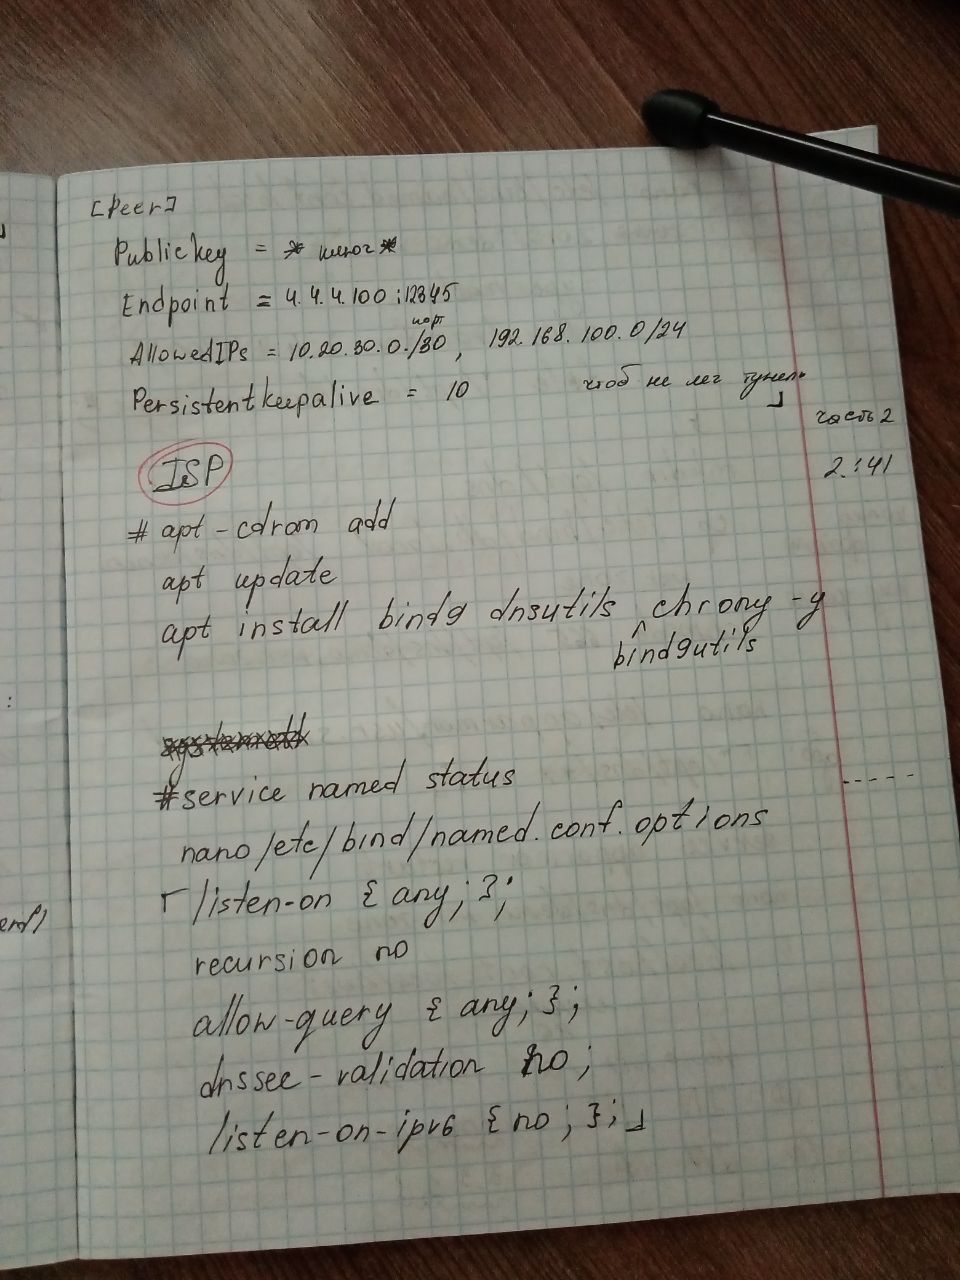 [Peer]
Publickey = * ключ *
Endpoint = 4.4.4.100:12345
порт
AllowedIPs = 10.20.30.0./30, 192.168.100.0/24
Persistentkeepalive = 10 чтоб не лег тунель
часть 2
ISP
2:41
# apt-cdrom add
apt update
apt install bind9 dnsutils chrony -y
bind9utils
#service named status
nano /etc/bind/named.conf.options
listen-on { any; };
recursion no
allow-query { any; };
dnssec-validation no;
listen-on-ipv6 { no; };